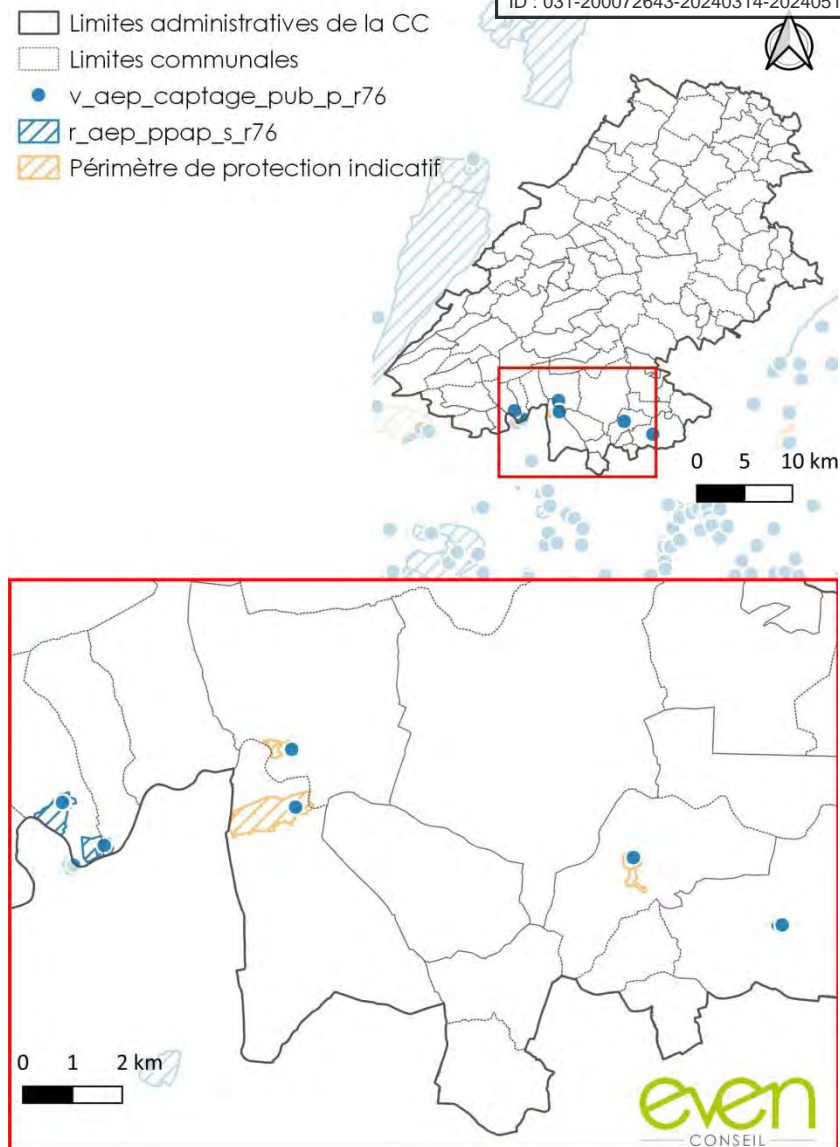 ID : 031-200072643-20240314-2024051
Limites administratives de la CC
Limites communales
v_aep_captage_pub_p_r76
r_aep_ppap_s_r76
Périmètre de protection indicatif
0 5 10 km
0 1 2 km
even
CONSEIL